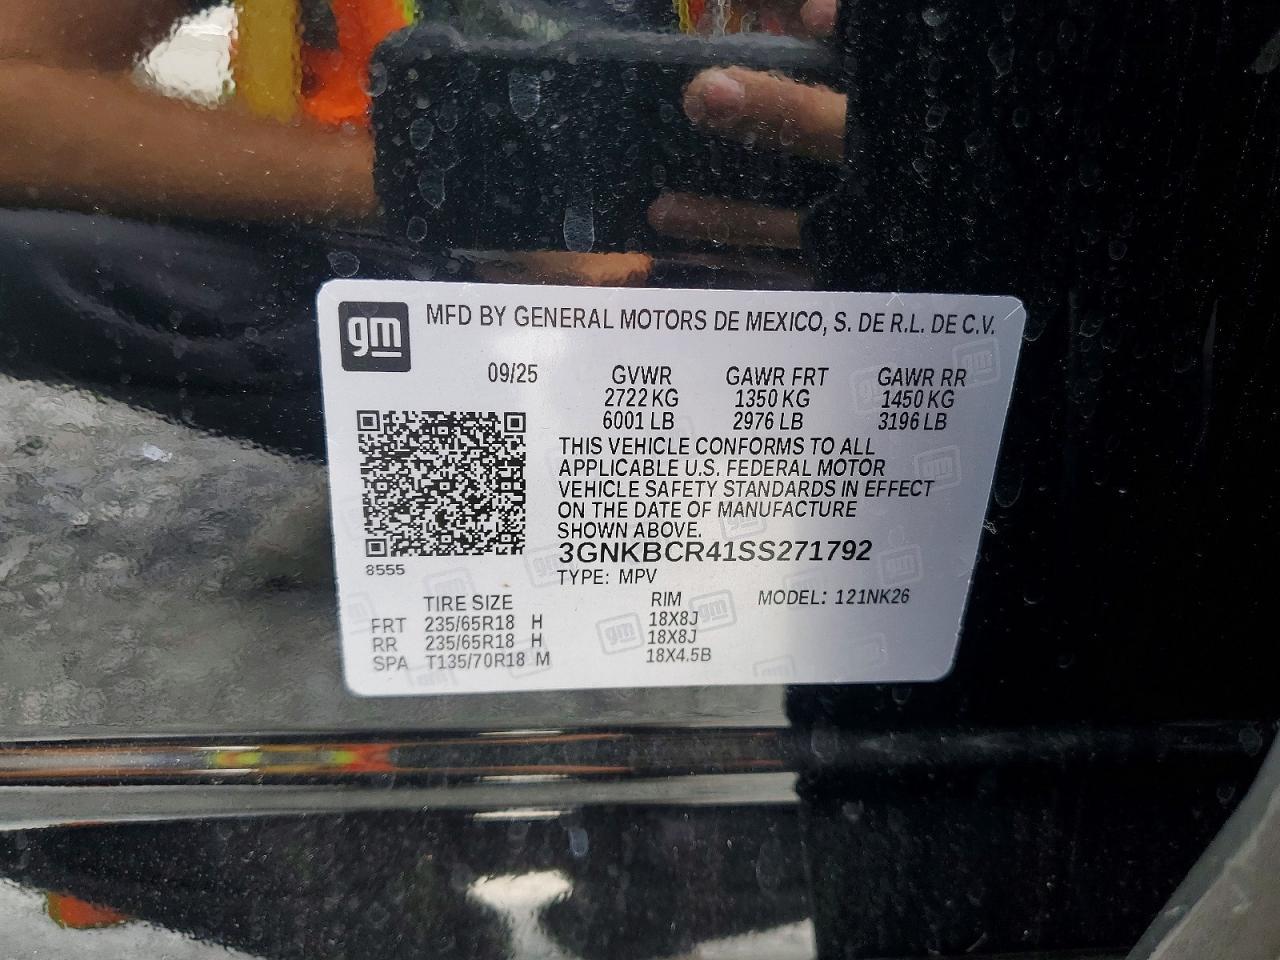 gm
MFD BY GENERAL MOTORS DE MEXICO, S. DE R.L. DE C.V.
09/25
GVWR GAWR FRT GAWR RR
2722 KG 1350 KG 1450 KG
6001 LB 2976 LB 3196 LB
THIS VEHICLE CONFORMS TO ALL
APPLICABLE U.S. FEDERAL MOTOR
VEHICLE SAFETY STANDARDS IN EFFECT
ON THE DATE OF MANUFACTURE
SHOWN ABOVE.
3GNKBCR41SS271792
8555
TYPE: MPV
TIRE SIZE RIM MODEL: 121NK26
FRT 235/65R18 H 18X8J
RR 235/65R18 H 18X8J
SPA T135/70R18 M 18X4.5B